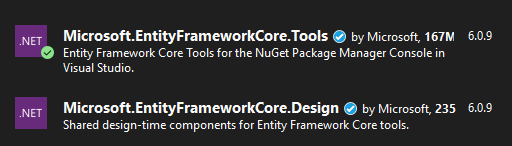 .NET
Microsoft.EntityFrameworkCore.Tools by Microsoft, 167M 6.0.9
Entity Framework Core Tools for the NuGet Package Manager Console in
Visual Studio.
.NET
Microsoft.EntityFrameworkCore.Design by Microsoft, 235 6.0.9
Shared design-time components for Entity Framework Core tools.